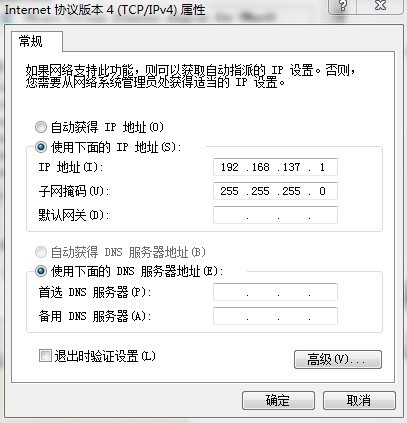 Internet 协议版本 4 (TCP/IPv4) 属性
常规
如果网络支持此功能，则可以获取自动指派的 IP 设置。否则，
您需要从网络系统管理员处获得适当的 IP 设置。
自动获得 IP 地址(O)
使用下面的 IP 地址(S):
IP 地址(I): 192 .168 .137 . 1
子网掩码(U): 255 .255 .255 . 0
默认网关(D): . . .
自动获得 DNS 服务器地址(B)
使用下面的 DNS 服务器地址(E):
首选 DNS 服务器(P): . . .
备用 DNS 服务器(A): . . .
退出时验证设置(L)
高级(V)...
确定 取消